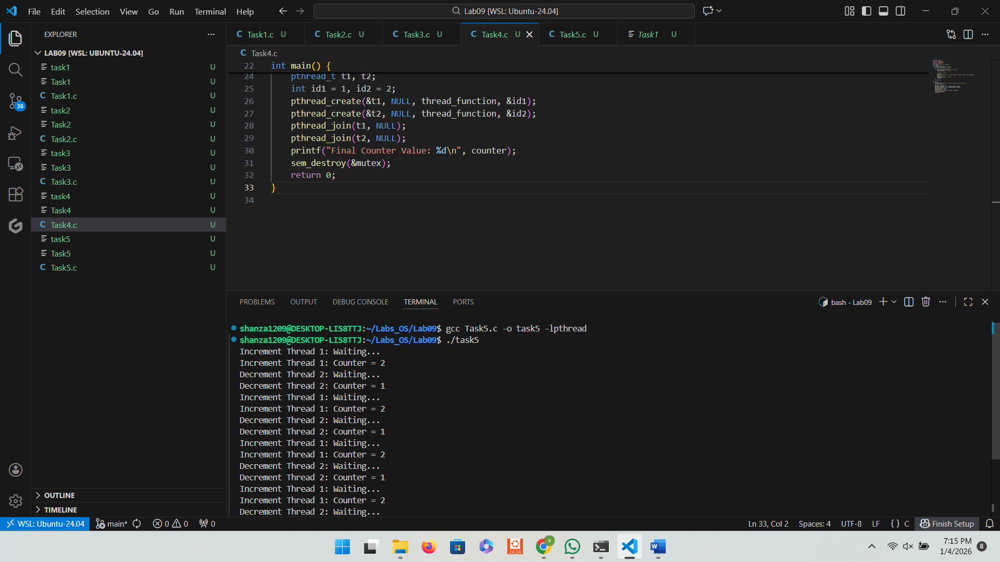 File Edit Selection View Go Run Terminal Help
Lab09 [WSL: Ubuntu-24.04]
EXPLORER
Task1.c U
Task2.c U
Task3.c U
Task4.c U
Task5.c U
Task1 U
LAB09 [WSL: UBUNTU-24.04]
task1 U
Task1 U
C Task1.c U
task2 U
Task2 U
C Task2.c U
task3 U
Task3 U
C Task3.c U
task4 U
Task4 U
C Task4.c U
task5 U
Task5 U
C Task5.c U
36
OUTLINE
TIMELINE
C Task4.c
22 int main() {
24 pthread_t t1, t2;
25 int id1 = 1, id2 = 2;
26 pthread_create(&t1, NULL, thread_function, &id1);
27 pthread_create(&t2, NULL, thread_function, &id2);
28 pthread_join(t1, NULL);
29 pthread_join(t2, NULL);
30 printf("Final Counter Value: %d\n", counter);
31 sem_destroy(&mutex);
32 return 0;
33 }
34
PROBLEMS OUTPUT DEBUG CONSOLE TERMINAL PORTS
bash - Lab09
shanza1209@DESKTOP-LIS8TTJ:~/Labs_OS/Lab09$ gcc Task5.c -o task5 -lpthread
shanza1209@DESKTOP-LIS8TTJ:~/Labs_OS/Lab09$ ./task5
Increment Thread 1: Waiting...
Increment Thread 1: Counter = 2
Decrement Thread 2: Waiting...
Decrement Thread 2: Counter = 1
Increment Thread 1: Waiting...
Increment Thread 1: Counter = 2
Decrement Thread 2: Waiting...
Decrement Thread 2: Counter = 1
Increment Thread 1: Waiting...
Increment Thread 1: Counter = 2
Decrement Thread 2: Waiting...
Decrement Thread 2: Counter = 1
Increment Thread 1: Waiting...
Increment Thread 1: Counter = 2
Decrement Thread 2: Waiting...
WSL: Ubuntu-24.04 main* 0 0 0
Ln 33, Col 2 Spaces: 4 UTF-8 LF {} C Finish Setup
24.04
7:15 PM
1/4/2026
8